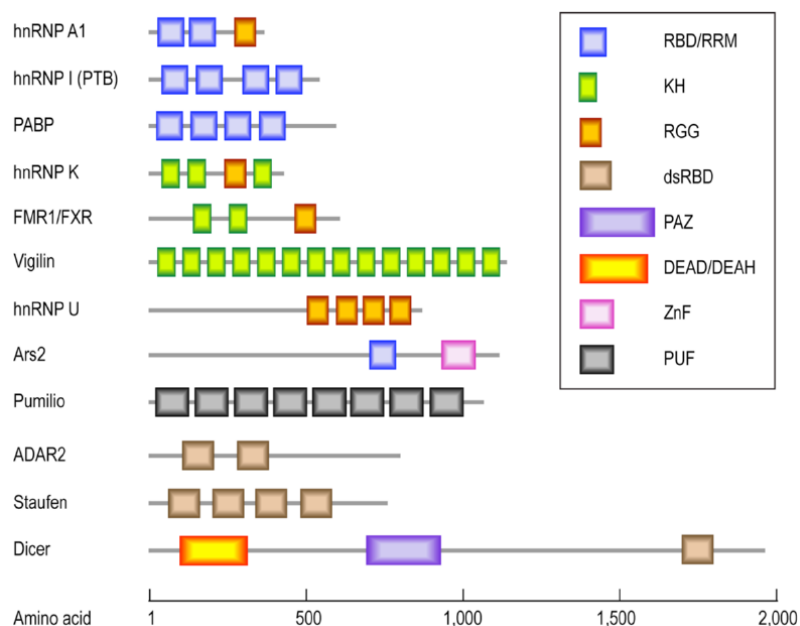 hnRNP A1
hnRNP I (PTB)
PABP
hnRNP K
FMR1/FXR
Vigilin
hnRNP U
Ars2
Pumilio
ADAR2
Staufen
Dicer
Amino acid 1 500 1,000 1,500 2,000
RBD/RRM
KH
RGG
dsRBD
PAZ
DEAD/DEAH
ZnF
PUF